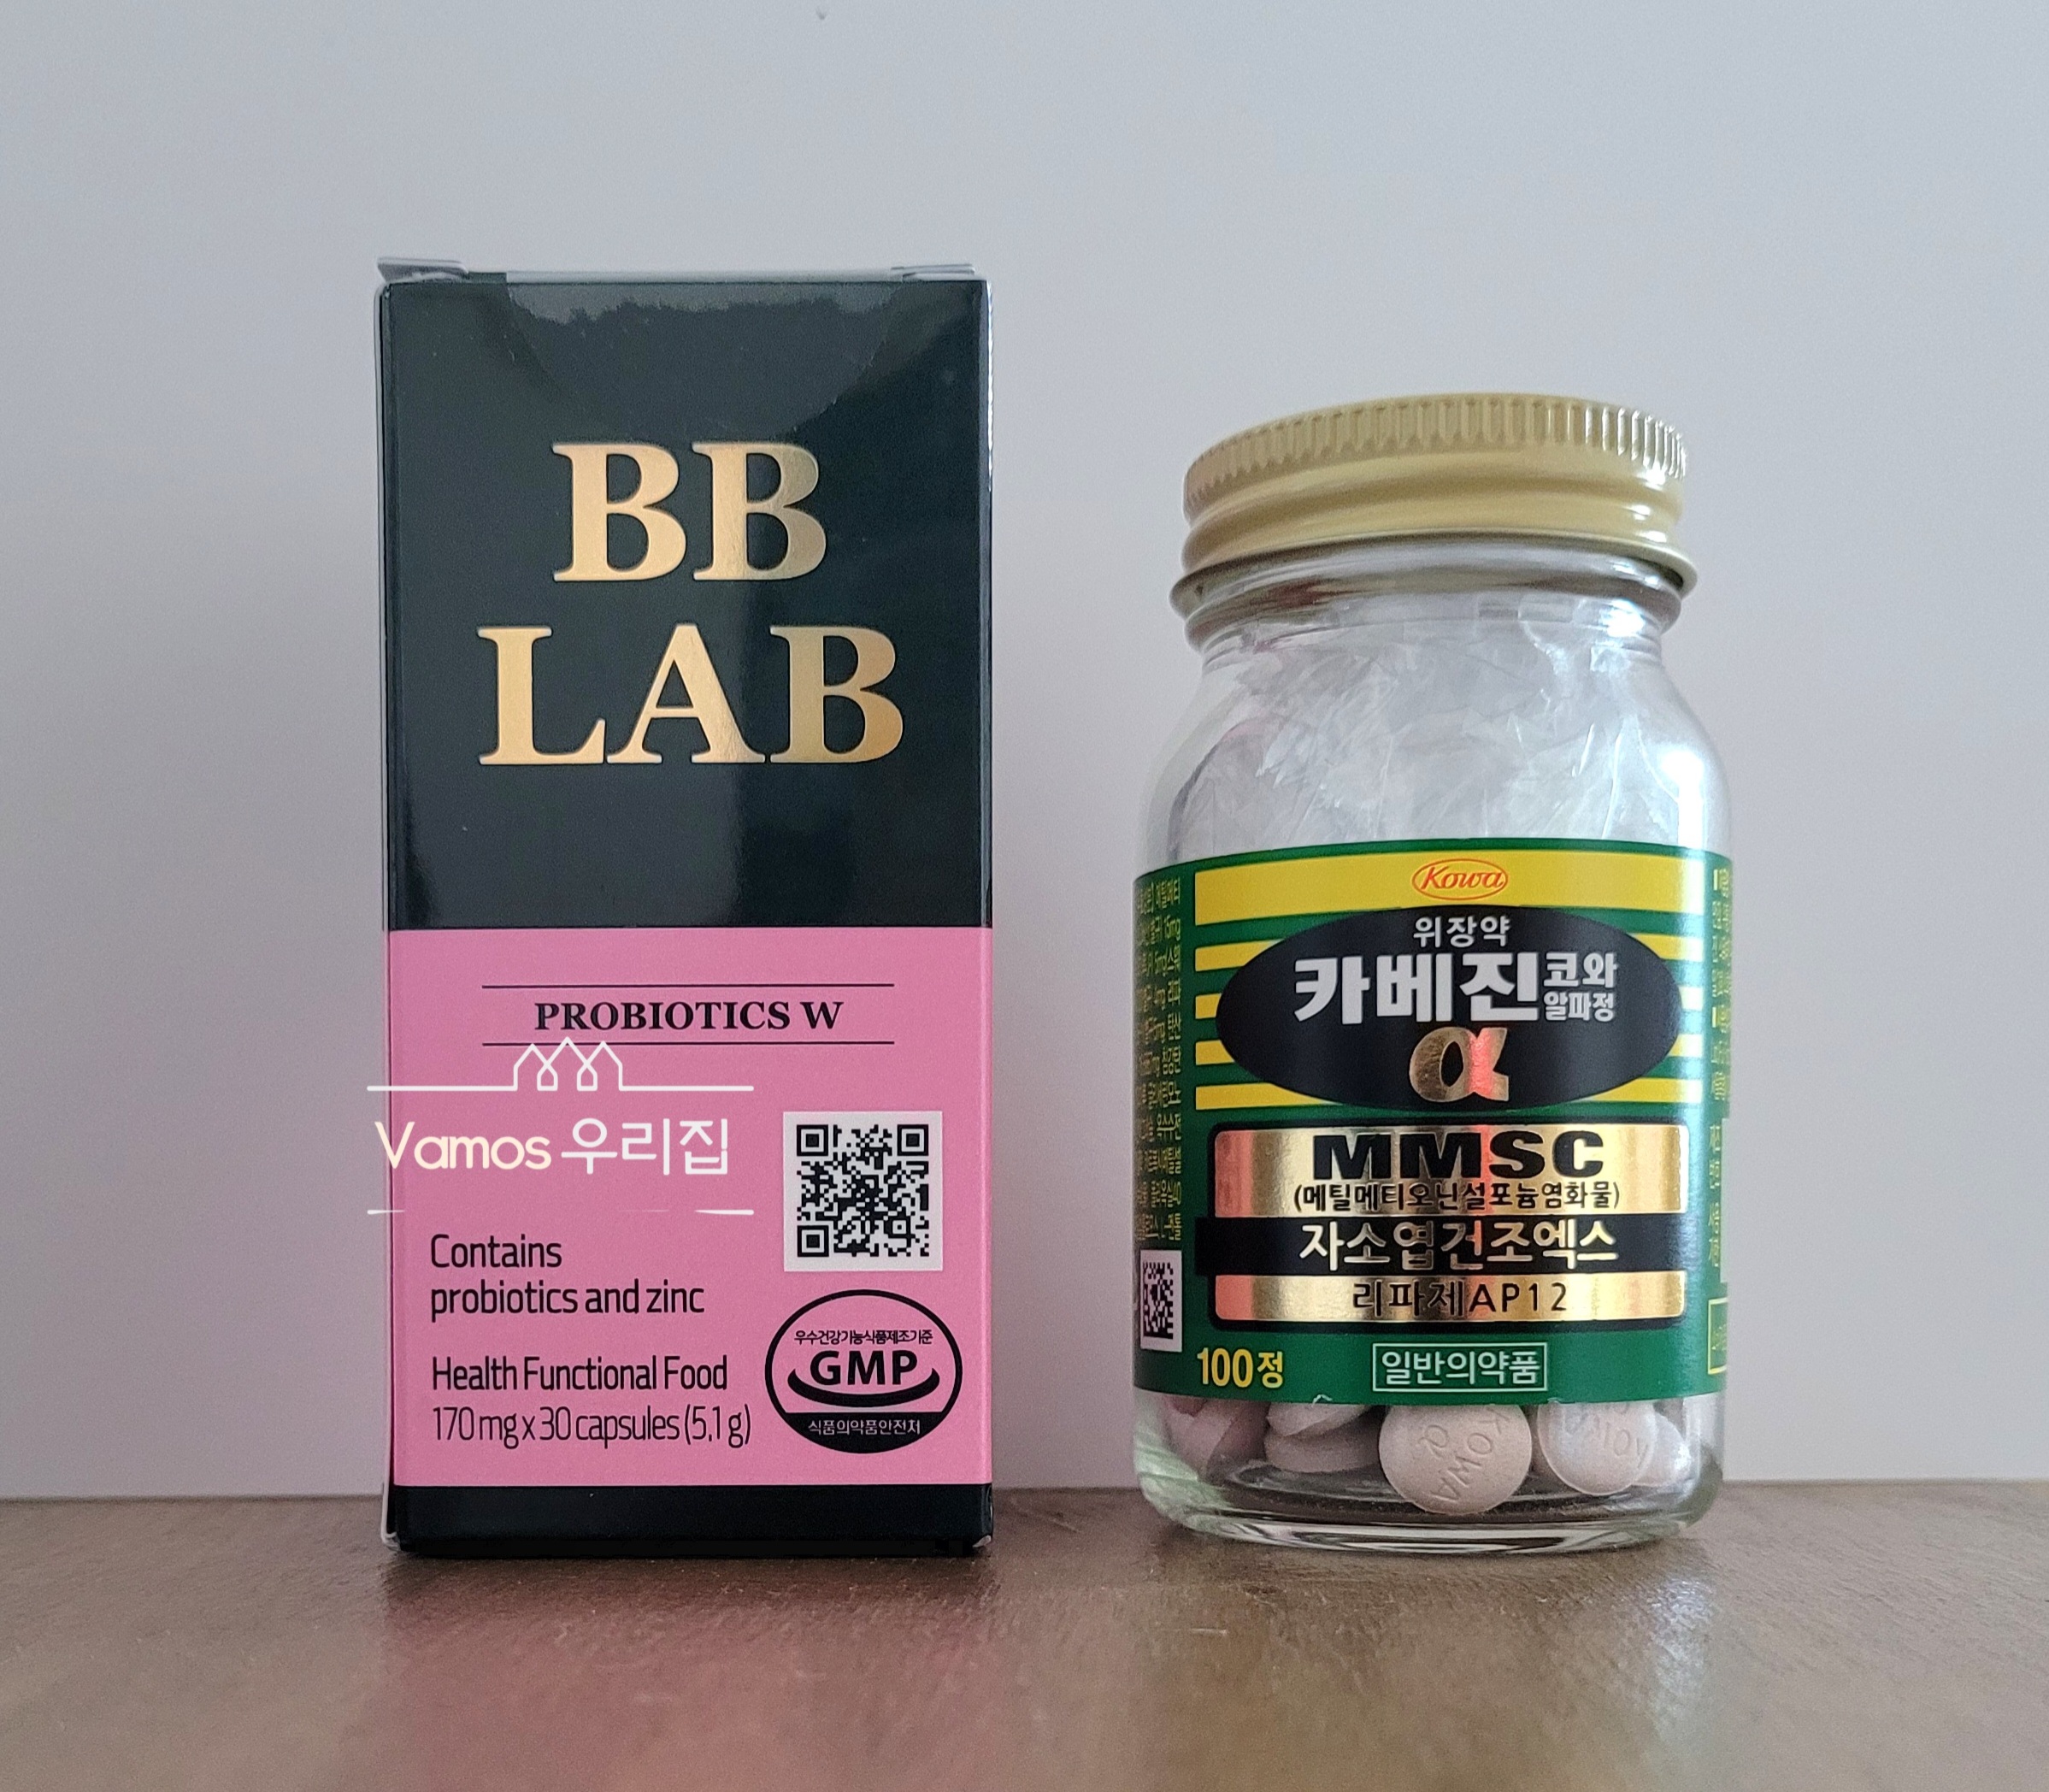 BB
LAB
PROBIOTICS W
Vamos 우리집
Contains
probiotics and zinc
Health Functional Food
170 mg x 30 capsules (5,1 g)
우수건강기능식품제조기준
GMP
식품의약품안전처
Kowa
위장약
카베진 코와
알파정
α
MMSC
(메틸메티오닌설포늄염화물)
자소엽건조엑스
리파제AP12
100정
일반의약품
KOWA
α
KOWA